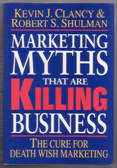 KEVIN J. CLANCY &
ROBERT S. SHULMAN
MARKETING
MYTHS
THAT ARE
KILLING
BUSINESS
THE CURE FOR
DEATH WISH MARKETING